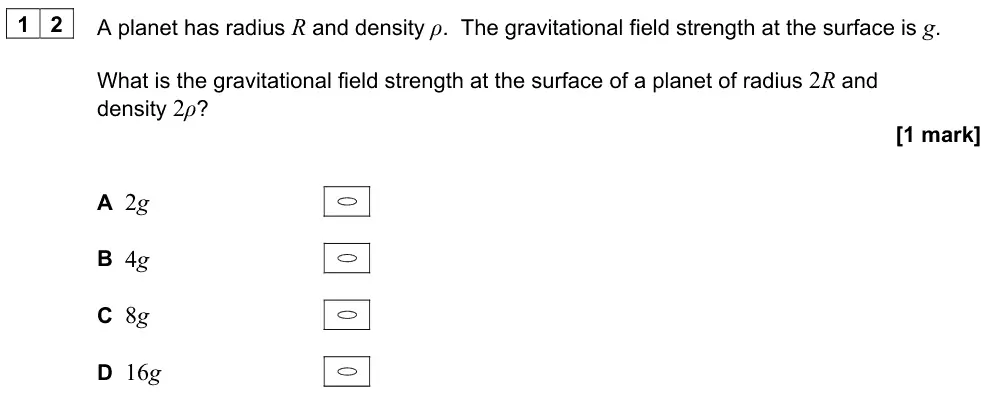 1 2 A planet has radius R and density ρ. The gravitational field strength at the surface is g.
What is the gravitational field strength at the surface of a planet of radius 2R and
density 2ρ?
[1 mark]
A 2g
B 4g
C 8g
D 16g